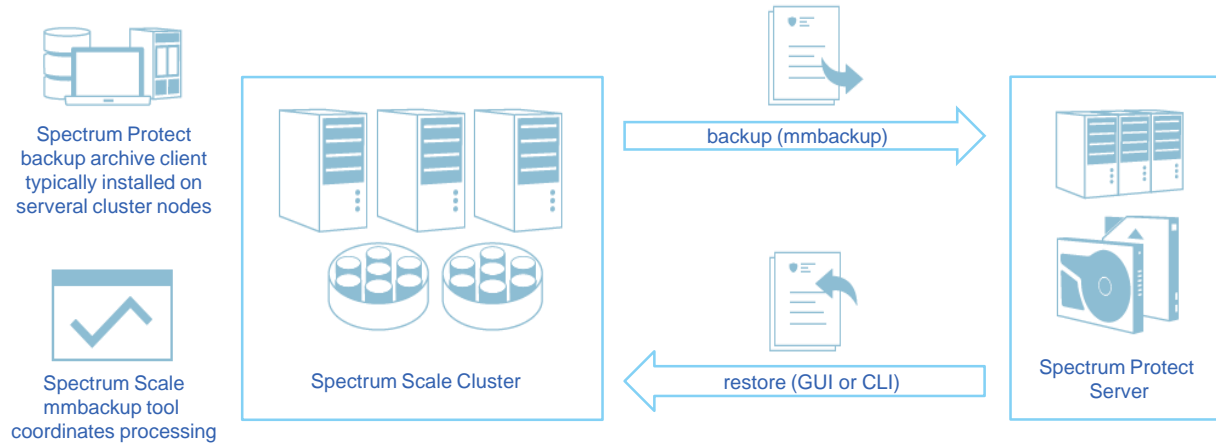 Spectrum Protect
backup archive client
typically installed on
serveral cluster nodes
Spectrum Scale
mmbackup tool
coordinates processing
Spectrum Scale Cluster
backup (mmbackup)
restore (GUI or CLI)
Spectrum Protect
Server